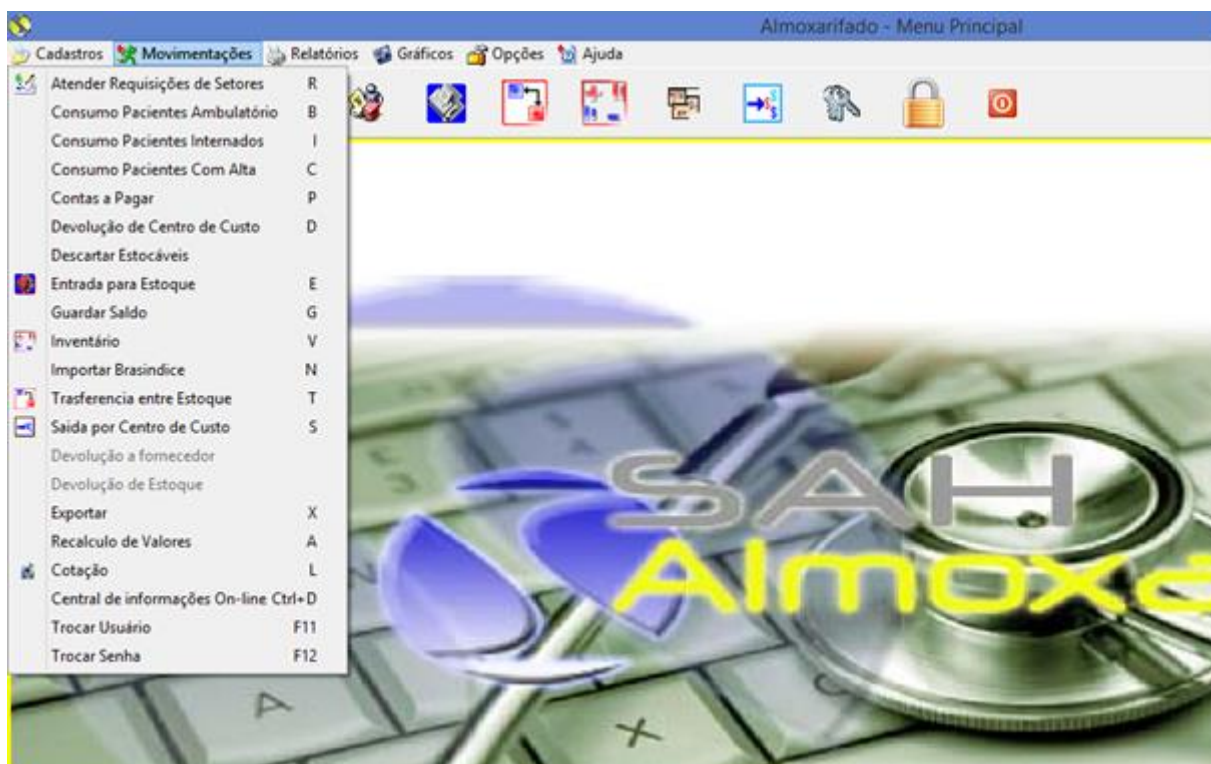 Almoxarifado - Menu Principal
Cadastros Movimentações Relatórios Gráficos Opções Ajuda
Atender Requisições de Setores R
Consumo Pacientes Ambulatório B
Consumo Pacientes Internados I
Consumo Pacientes Com Alta C
Contas a Pagar P
Devolução de Centro de Custo D
Descartar Estocáveis
Entrada para Estoque E
Guardar Saldo G
Inventário V
Importar Brasindice N
Trasferencia entre Estoque T
Saida por Centro de Custo S
Devolução a fornecedor
Devolução de Estoque
Exportar X
Recalculo de Valores A
Cotação L
Central de informações On-line Ctrl+D
Trocar Usuário F11
Trocar Senha F12
SAH
Almoxa
A
X